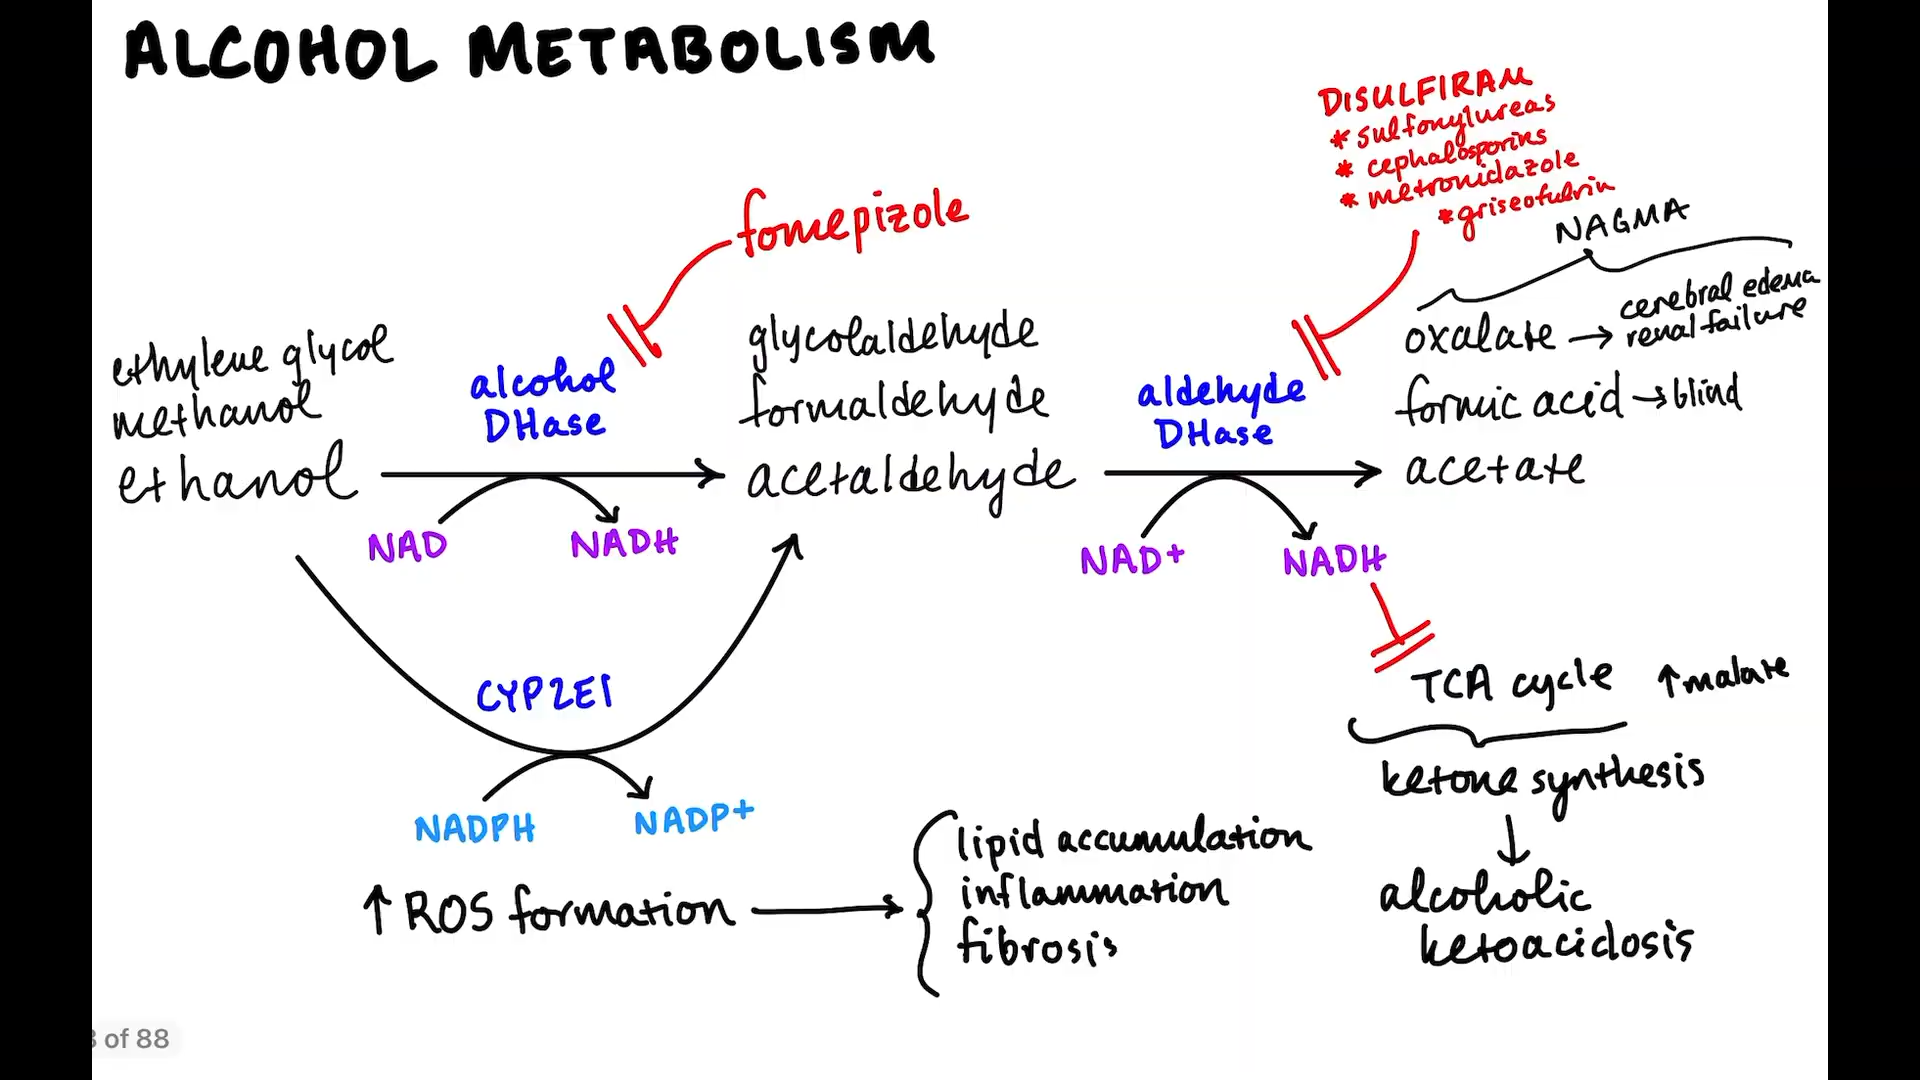 ALCOHOL METABOLISM
DISULFIRAM
* sulfonylureas
* cephalosporins
* metronidazole
* griseofulvin
fomepizole
NAGMA
ethylene glycol
methanol
ethanol
alcohol
DHase
NAD
NADH
glycolaldehyde
formaldehyde
acetaldehyde
aldehyde
DHase
NAD+
NADH
oxalate → cerebral edema
renal failure
formic acid → blind
acetate
CYP2E1
NADPH
NADP+
TCA cycle ↑malate
ketone synthesis
↓
alcoholic
ketoacidosis
↑ ROS formation →
lipid accumulation
inflammation
fibrosis
of 88